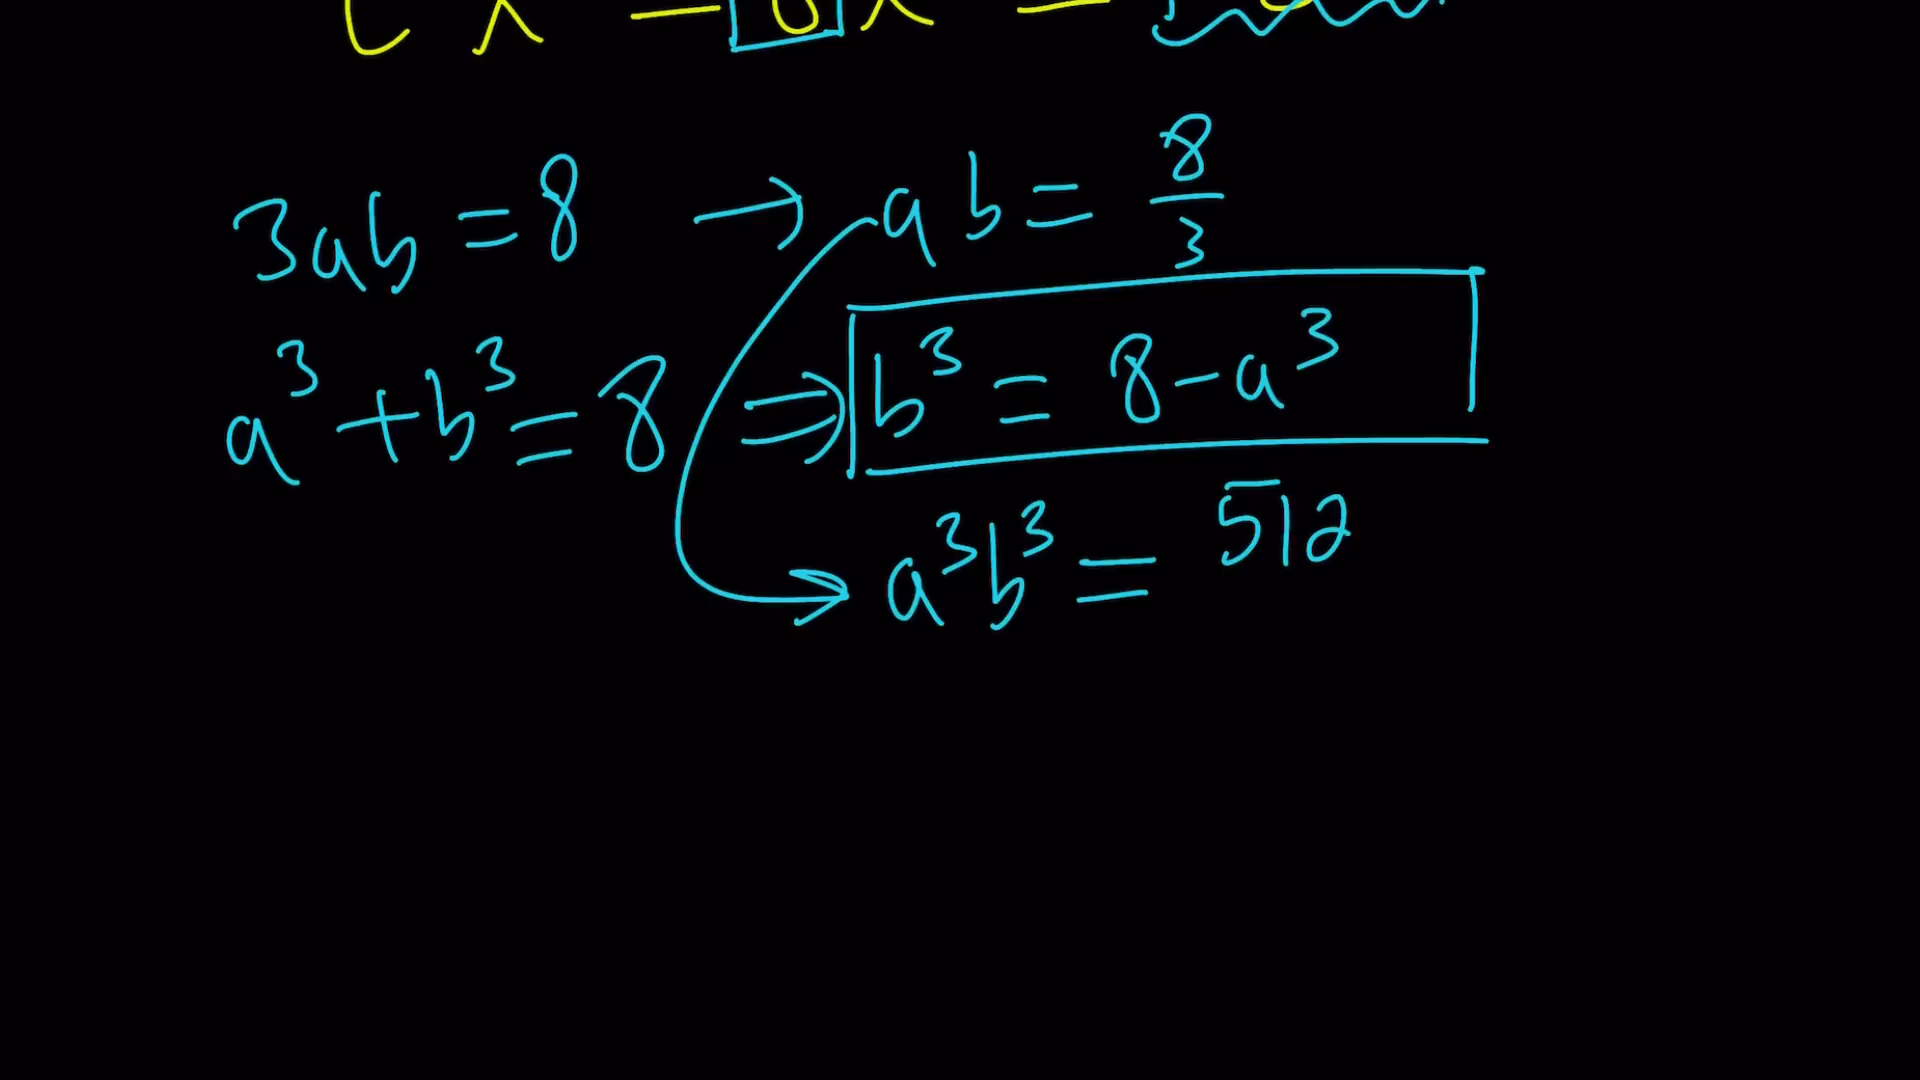 3ab = 8 → ab = 8/3
a³ + b³ = 8 ⇒ b³ = 8 - a³
a³b³ = 512